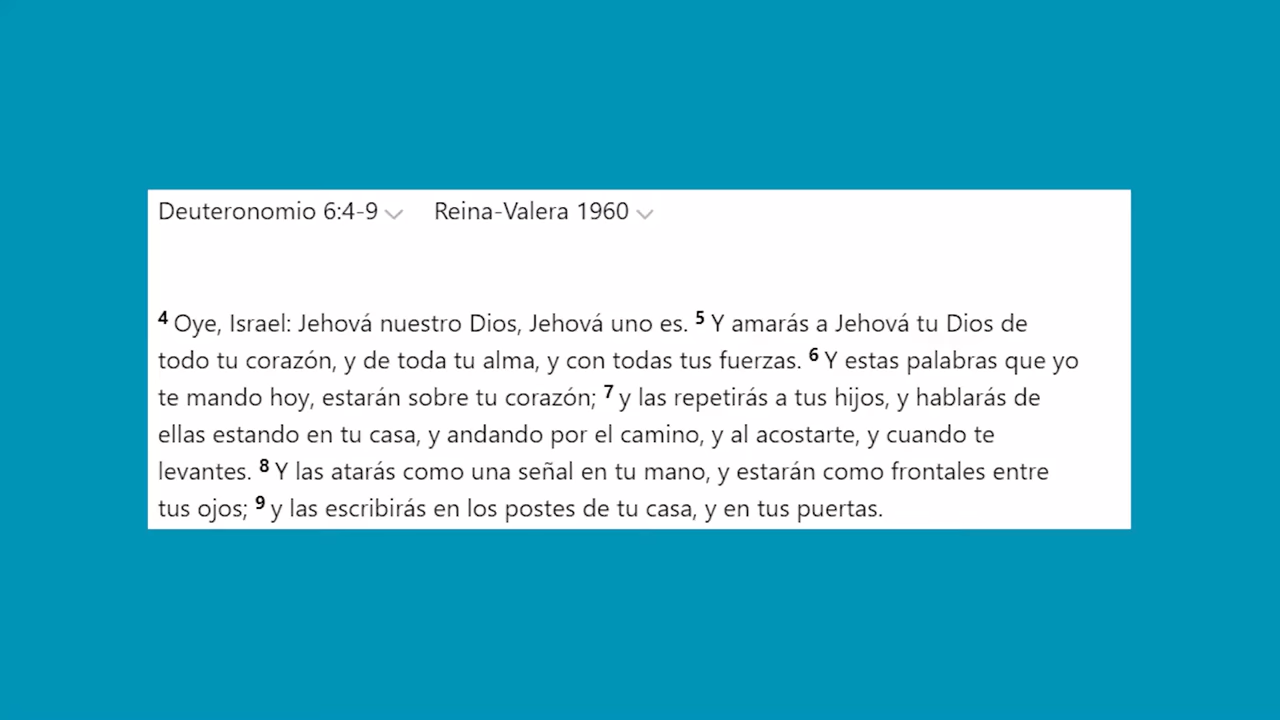 Deuteronomio 6:4-9 Reina-Valera 1960
4 Oye, Israel: Jehová nuestro Dios, Jehová uno es. 5 Y amarás a Jehová tu Dios de
todo tu corazón, y de toda tu alma, y con todas tus fuerzas. 6 Y estas palabras que yo
te mando hoy, estarán sobre tu corazón; 7 y las repetirás a tus hijos, y hablarás de
ellas estando en tu casa, y andando por el camino, y al acostarte, y cuando te
levantes. 8 Y las atarás como una señal en tu mano, y estarán como frontales entre
tus ojos; 9 y las escribirás en los postes de tu casa, y en tus puertas.